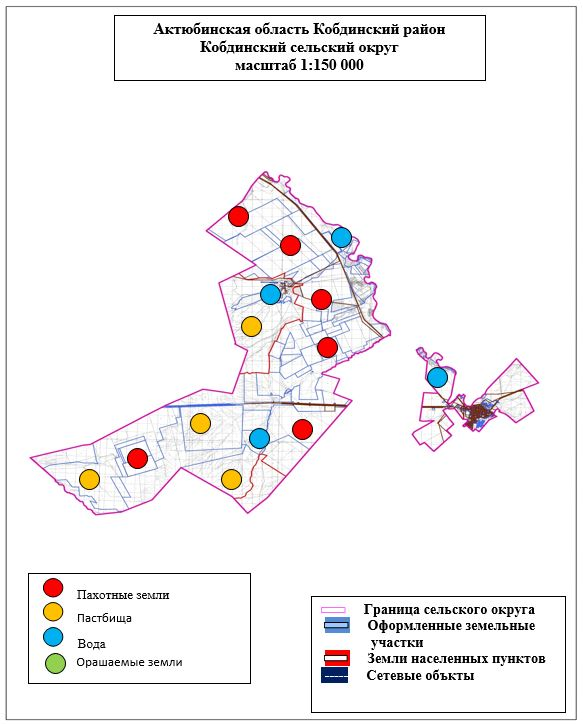 Актюбинская область Кобдинский район
Кобдинский сельский округ
масштаб 1:150 000
Пахотные земли
Пастбища
Вода
Орашаемые земли
Граница сельского округа
Оформленные земельные
участки
Земли населенных пунктов
Сетевые объкты